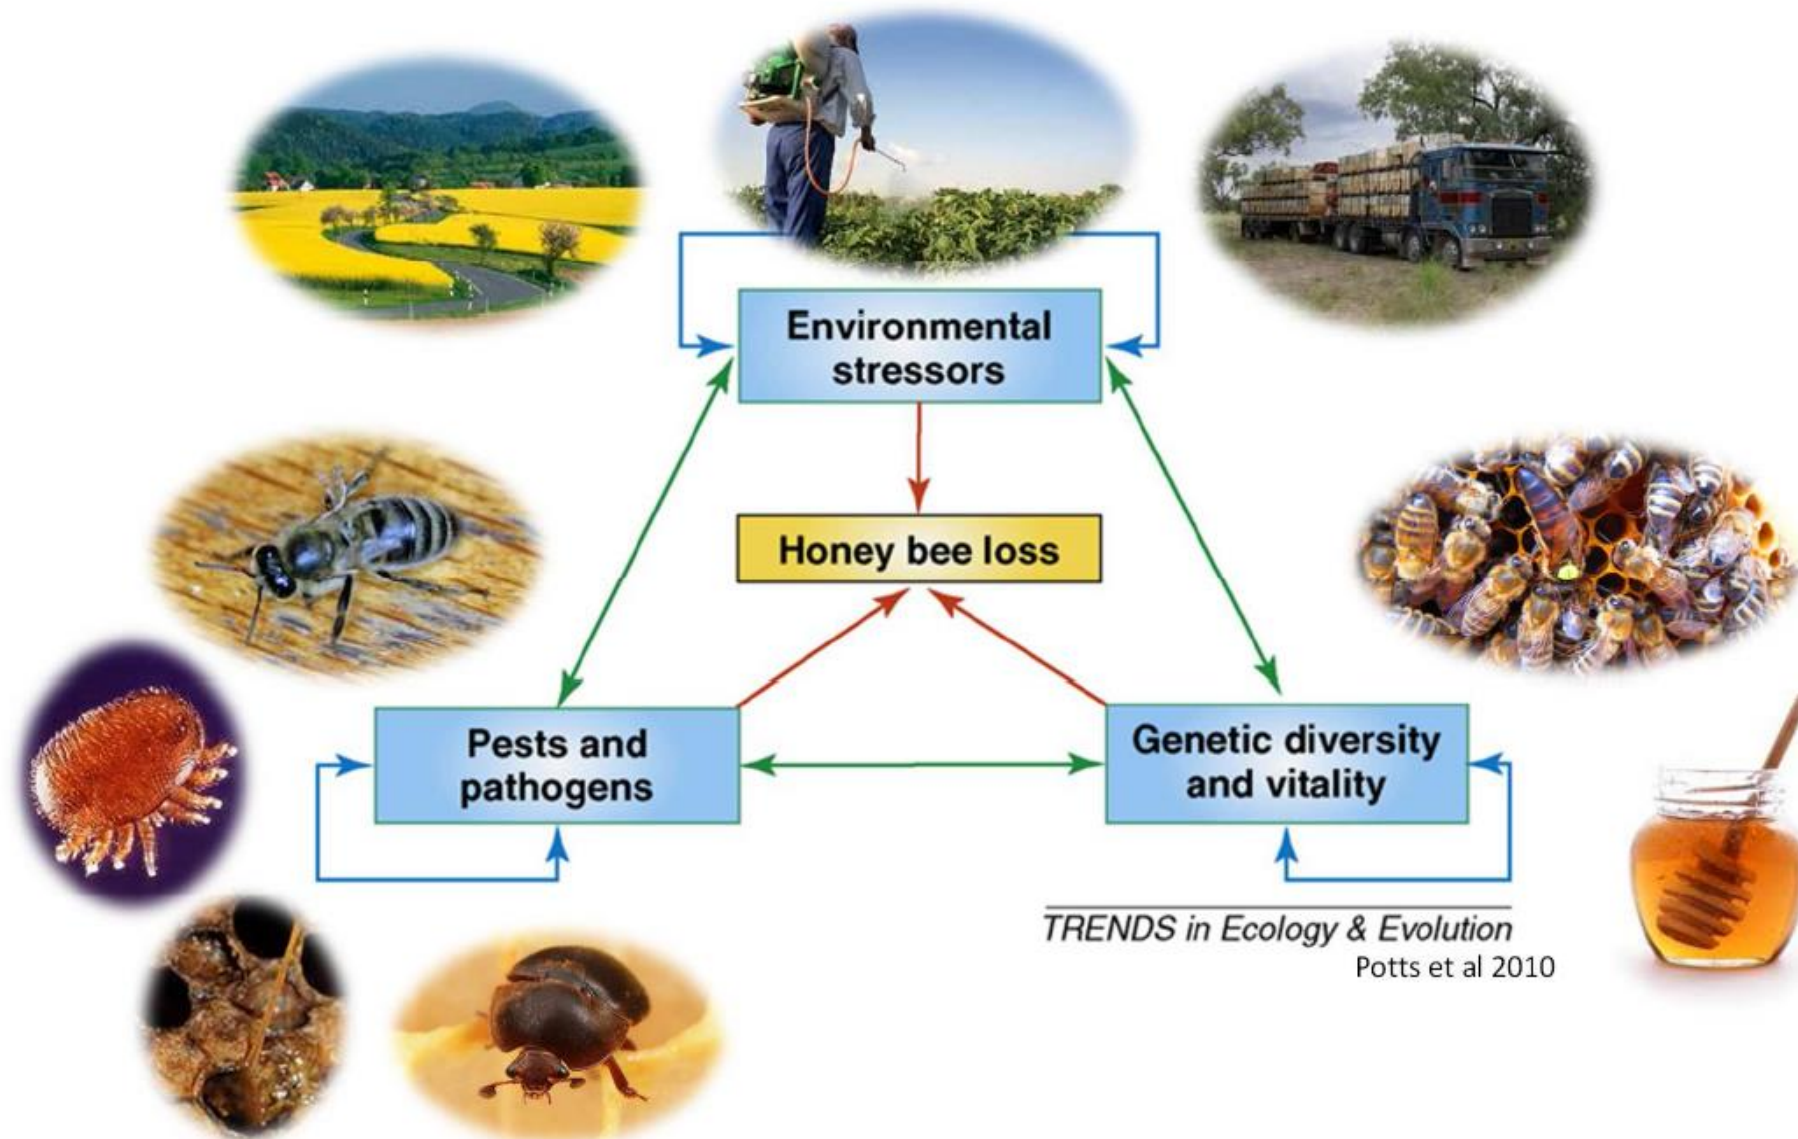 Environmental
stressors
Honey bee loss
Pests and
pathogens
Genetic diversity
and vitality
TRENDS in Ecology & Evolution
Potts et al 2010